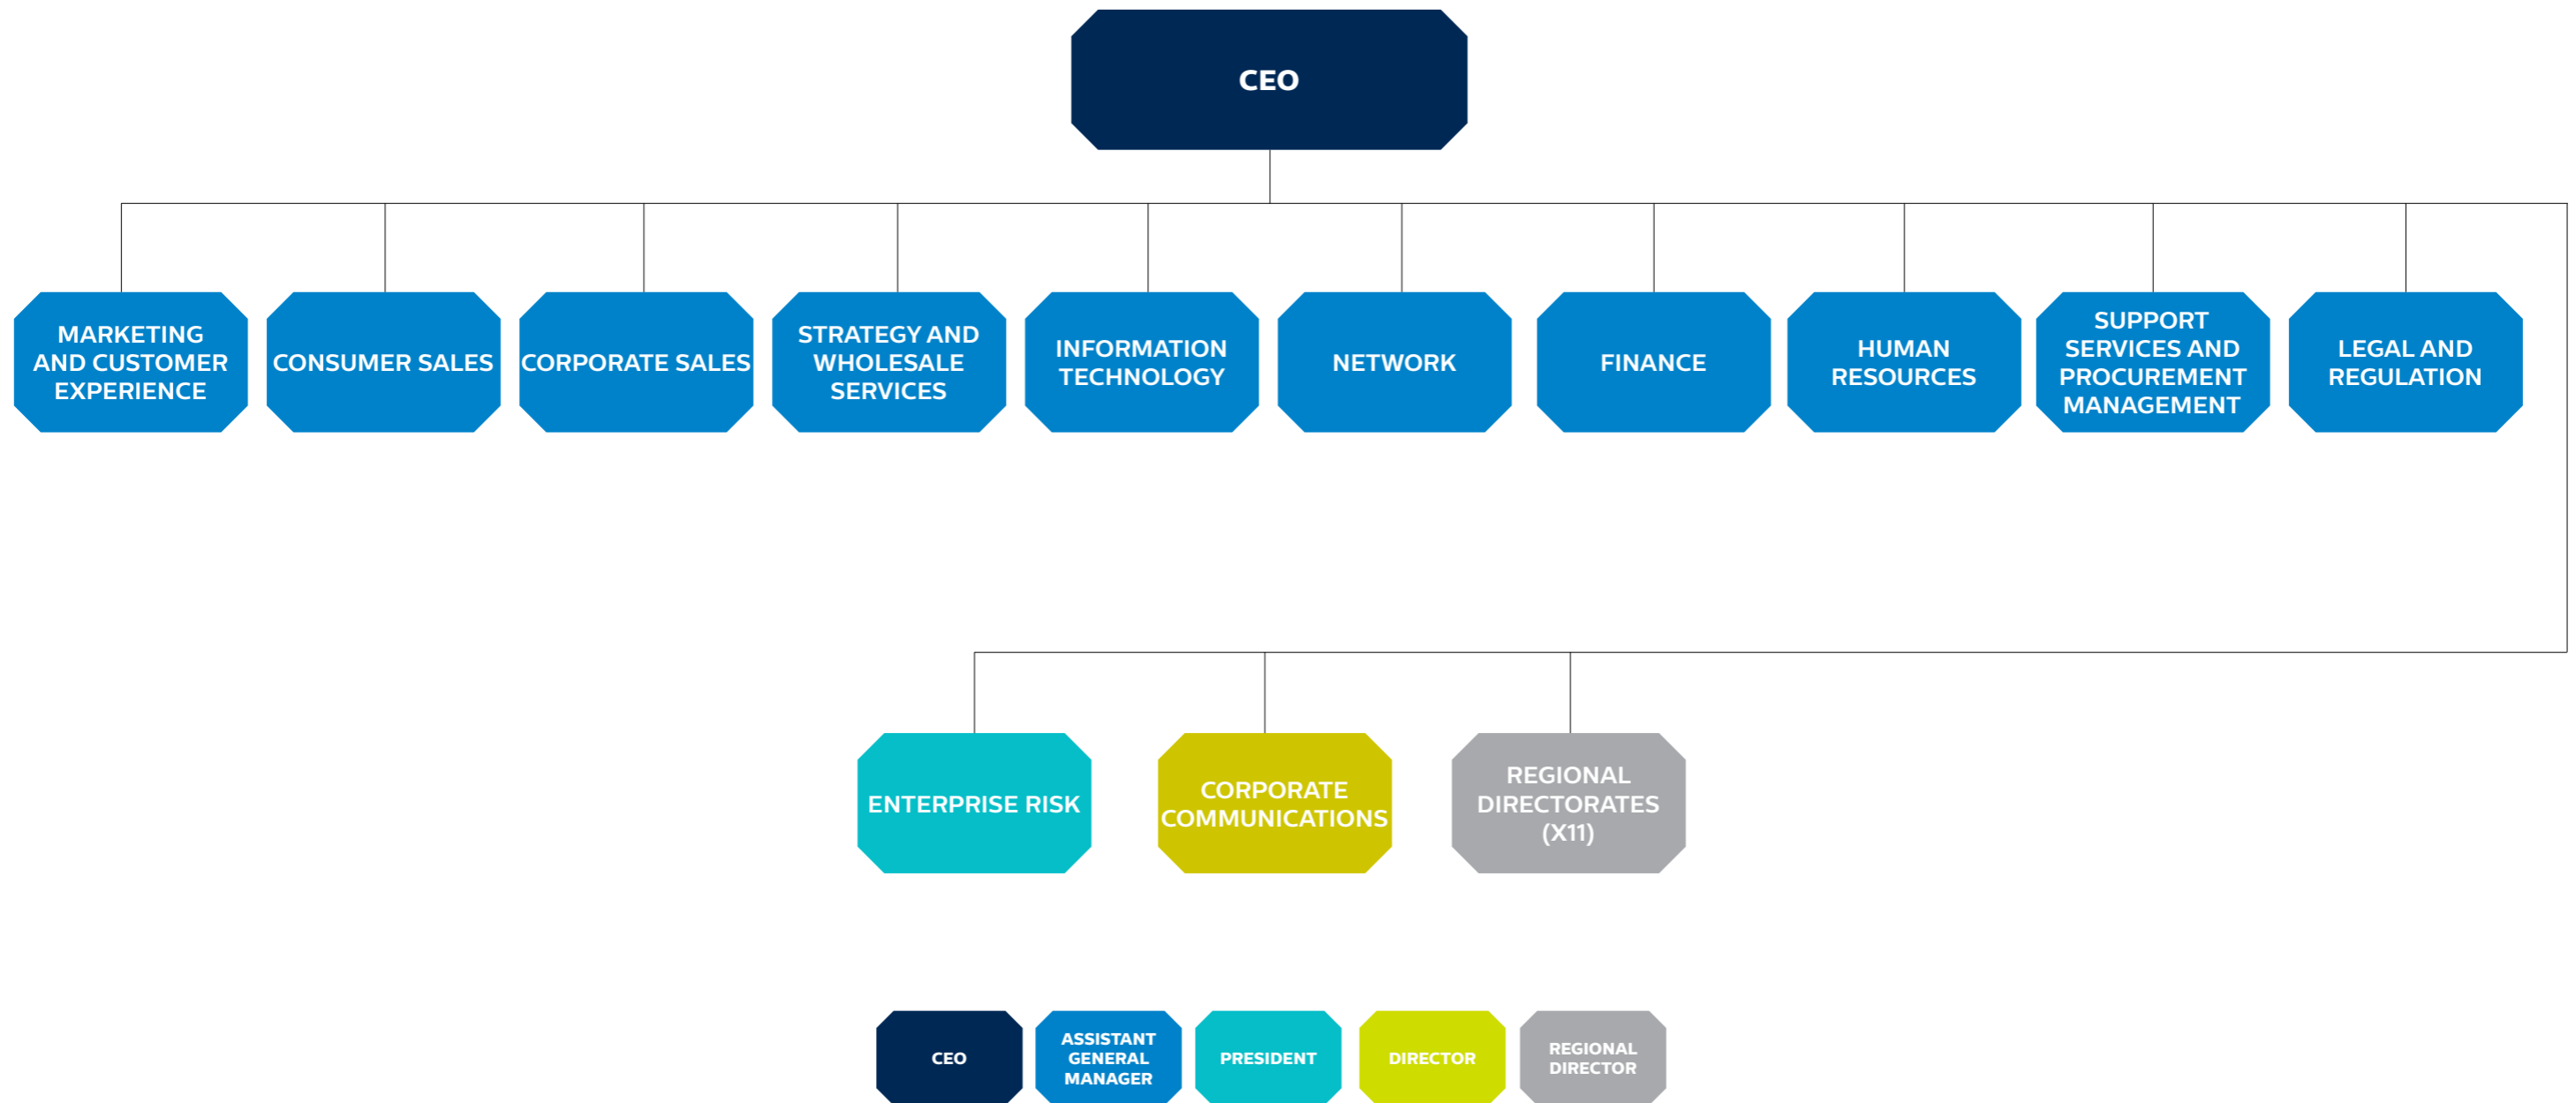 CEO
MARKETING
AND CUSTOMER
EXPERIENCE
CONSUMER SALES
CORPORATE SALES
STRATEGY AND
WHOLESALE
SERVICES
INFORMATION
TECHNOLOGY
NETWORK
FINANCE
HUMAN
RESOURCES
SUPPORT
SERVICES AND
PROCUREMENT
MANAGEMENT
LEGAL AND
REGULATION
ENTERPRISE RISK
CORPORATE
COMMUNICATIONS
REGIONAL
DIRECTORATES
(X11)
CEO
ASSISTANT
GENERAL
MANAGER
PRESIDENT
DIRECTOR
REGIONAL
DIRECTOR